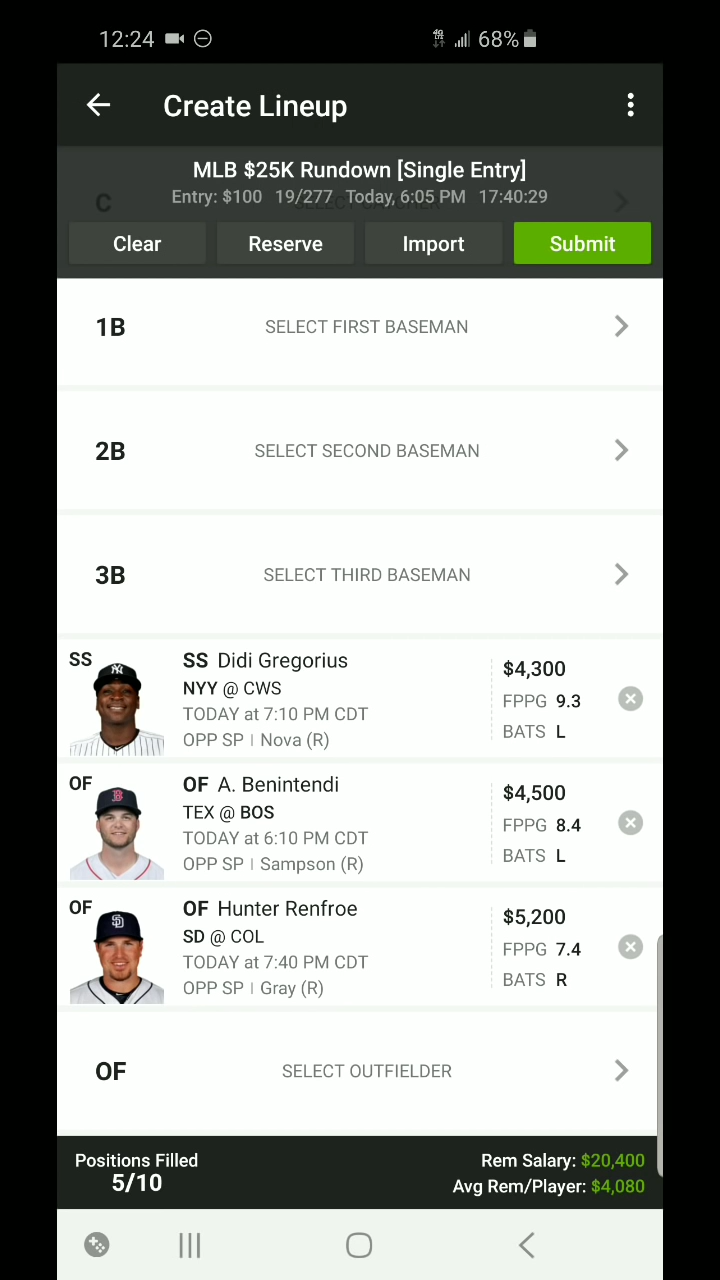 12:24 68%
Create Lineup
MLB $25K Rundown [Single Entry]
C SELECT CATCHER
Entry: $100 19/277 Today, 6:05 PM 17:40:29
Clear Reserve Import Submit
1B SELECT FIRST BASEMAN
2B SELECT SECOND BASEMAN
3B SELECT THIRD BASEMAN
SS SS Didi Gregorius
NYY @ CWS
TODAY at 7:10 PM CDT
OPP SP | Nova (R)
$4,300
FPPG 9.3
BATS L
OF OF A. Benintendi
TEX @ BOS
TODAY at 6:10 PM CDT
OPP SP | Sampson (R)
$4,500
FPPG 8.4
BATS L
OF OF Hunter Renfroe
SD @ COL
TODAY at 7:40 PM CDT
OPP SP | Gray (R)
$5,200
FPPG 7.4
BATS R
OF SELECT OUTFIELDER
Positions Filled
5/10
Rem Salary: $20,400
Avg Rem/Player: $4,080